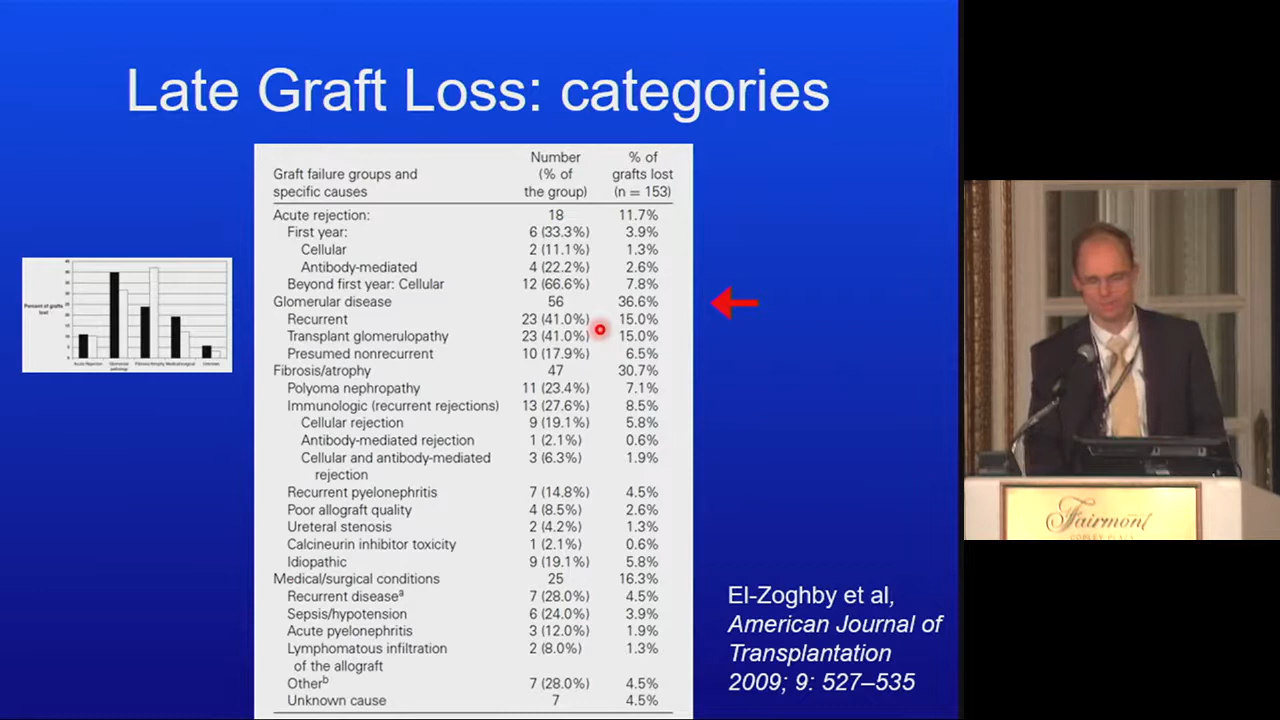 Late Graft Loss: categories
Graft failure groups and specific causes Number (% of the group) % of grafts lost (n = 153)
Acute rejection: 18 11.7%
First year: 6 (33.3%) 3.9%
Cellular 2 (11.1%) 1.3%
Antibody-mediated 4 (22.2%) 2.6%
Beyond first year: Cellular 12 (66.6%) 7.8%
Glomerular disease 56 36.6%
Recurrent 23 (41.0%) 15.0%
Transplant glomerulopathy 23 (41.0%) 15.0%
Presumed nonrecurrent 10 (17.9%) 6.5%
Fibrosis/atrophy 47 30.7%
Polyoma nephropathy 11 (23.4%) 7.1%
Immunologic (recurrent rejections) 13 (27.6%) 8.5%
Cellular rejection 9 (19.1%) 5.8%
Antibody-mediated rejection 1 (2.1%) 0.6%
Cellular and antibody-mediated 3 (6.3%) 1.9%
rejection
Recurrent pyelonephritis 7 (14.8%) 4.5%
Poor allograft quality 4 (8.5%) 2.6%
Ureteral stenosis 2 (4.2%) 1.3%
Calcineurin inhibitor toxicity 1 (2.1%) 0.6%
Idiopathic 9 (19.1%) 5.8%
Medical/surgical conditions 25 16.3%
Recurrent diseaseᵃ 7 (28.0%) 4.5%
Sepsis/hypotension 6 (24.0%) 3.9%
Acute pyelonephritis 3 (12.0%) 1.9%
Lymphomatous infiltration 2 (8.0%) 1.3%
of the allograft
Otherᵇ 7 (28.0%) 4.5%
Unknown cause 7 4.5%
Percent of grafts
lost
El-Zoghby et al,
American Journal of
Transplantation
2009; 9: 527–535
Fairmont